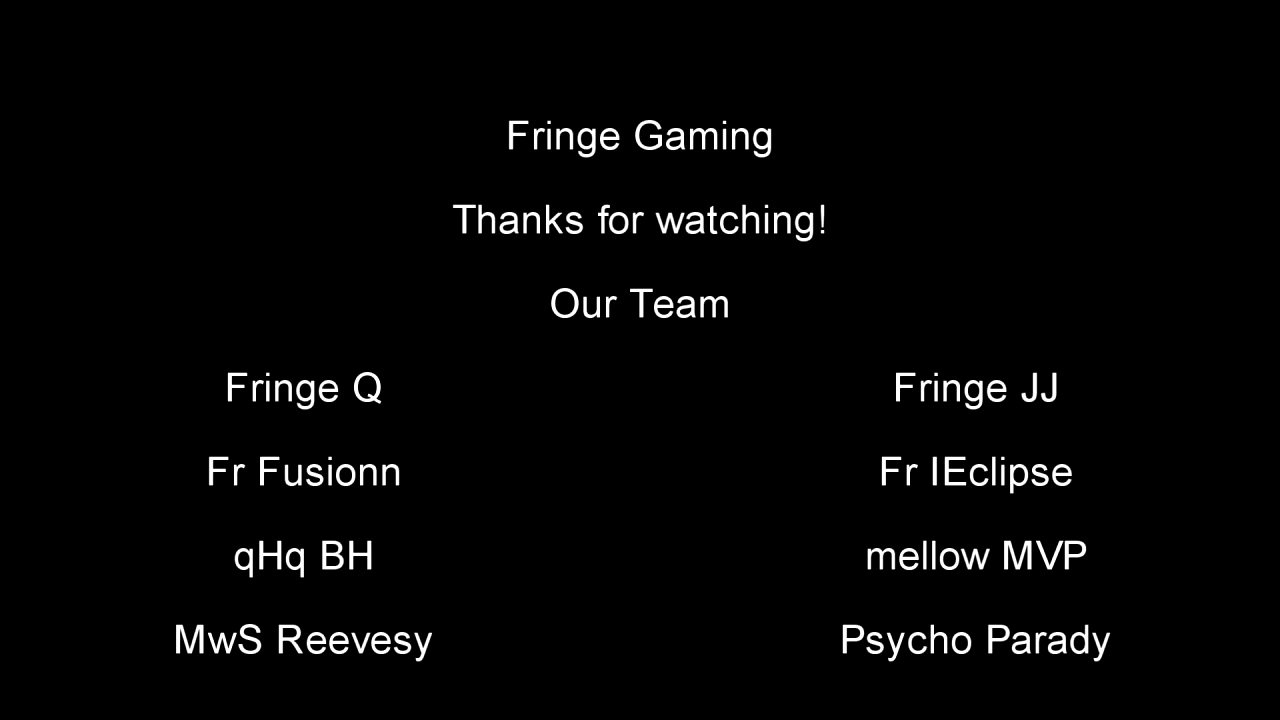 Fringe Gaming
Thanks for watching!
Our Team
Fringe Q
Fringe JJ
Fr Fusionn
Fr IEclipse
qHq BH
mellow MVP
MwS Reevesy
Psycho Parady